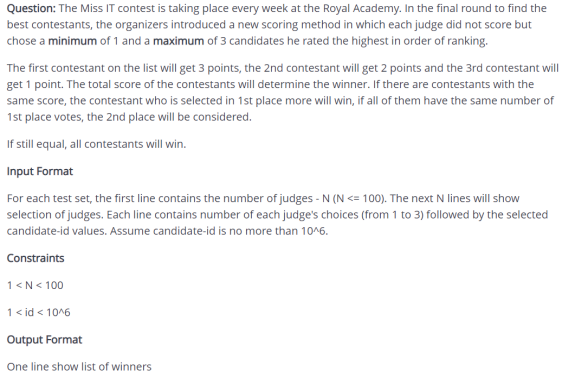 Question: The Miss IT contest is taking place every week at the Royal Academy. In the final round to find the
best contestants, the organizers introduced a new scoring method in which each judge did not score but
chose a minimum of 1 and a maximum of 3 candidates he rated the highest in order of ranking.
The first contestant on the list will get 3 points, the 2nd contestant will get 2 points and the 3rd contestant will
get 1 point. The total score of the contestants will determine the winner. If there are contestants with the
same score, the contestant who is selected in 1st place more will win, if all of them have the same number of
1st place votes, the 2nd place will be considered.
If still equal, all contestants will win.
Input Format
For each test set, the first line contains the number of judges - N (N <= 100). The next N lines will show
selection of judges. Each line contains number of each judge's choices (from 1 to 3) followed by the selected
candidate-id values. Assume candidate-id is no more than 10^6.
Constraints
1 < N < 100
1 < id < 10^6
Output Format
One line show list of winners